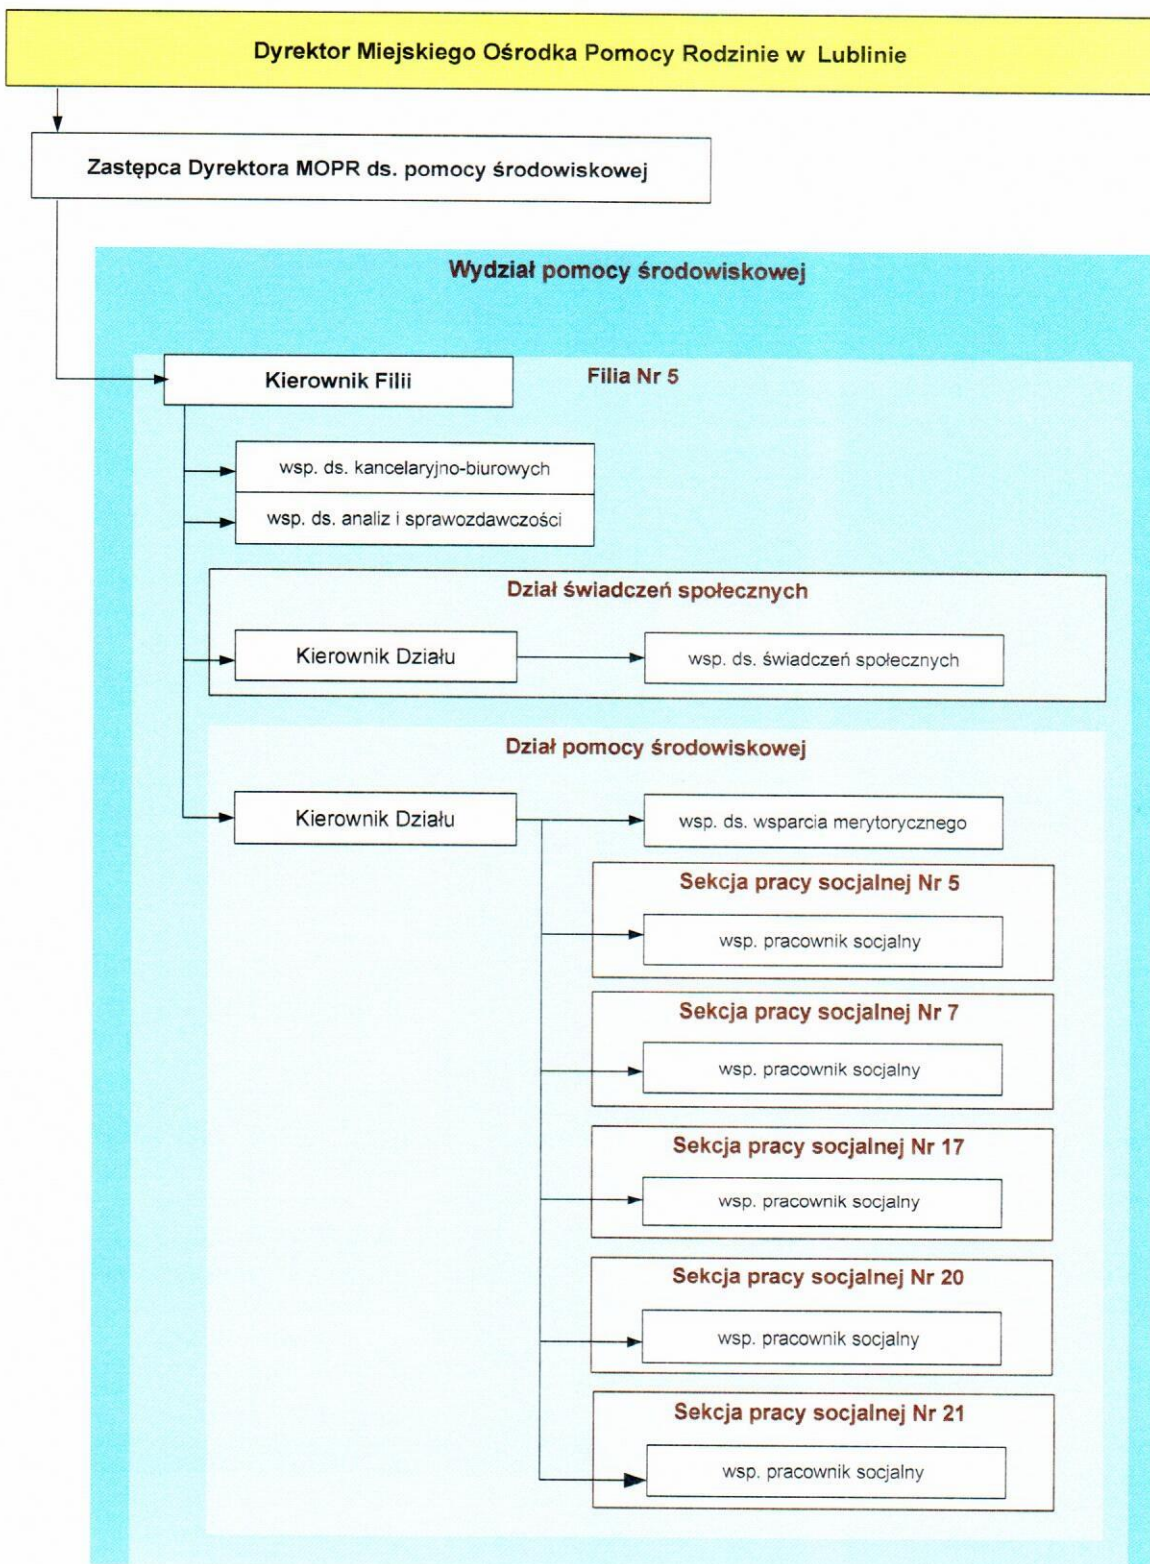 Dyrektor Miejskiego Ośrodka Pomocy Rodzinie w Lublinie
Zastępca Dyrektora MOPR ds. pomocy środowiskowej
Wydział pomocy środowiskowej
Kierownik Filii
Filia Nr 5
wsp. ds. kancelaryjno-biurowych
wsp. ds. analiz i sprawozdawczości
Dział świadczeń społecznych
Kierownik Działu
wsp. ds. świadczeń społecznych
Dział pomocy środowiskowej
Kierownik Działu
wsp. ds. wsparcia merytorycznego
Sekcja pracy socjalnej Nr 5
wsp. pracownik socjalny
Sekcja pracy socjalnej Nr 7
wsp. pracownik socjalny
Sekcja pracy socjalnej Nr 17
wsp. pracownik socjalny
Sekcja pracy socjalnej Nr 20
wsp. pracownik socjalny
Sekcja pracy socjalnej Nr 21
wsp. pracownik socjalny